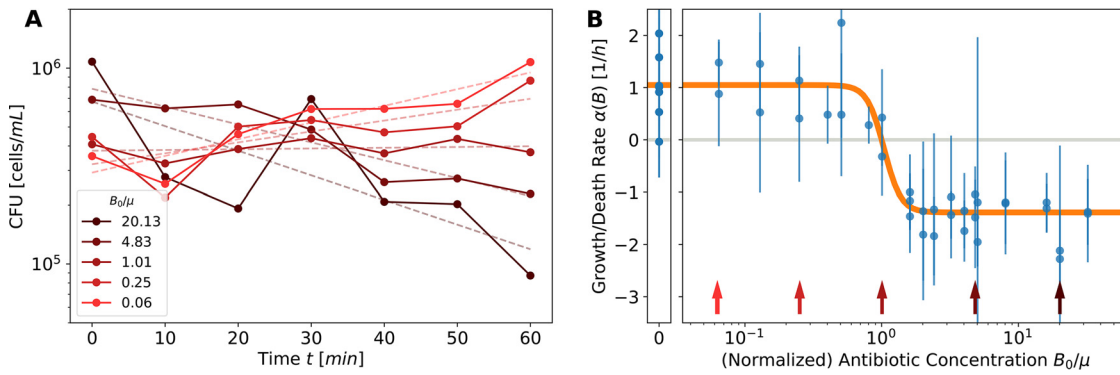 A
CFU [cells/mL]
10⁶
10⁵
B₀/μ
20.13
4.83
1.01
0.25
0.06
0 10 20 30 40 50 60
Time t [min]
B
Growth/Death Rate α(B) [1/h]
2
1
0
−1
−2
−3
0 10⁻¹ 10⁰ 10¹
(Normalized) Antibiotic Concentration B₀/μ